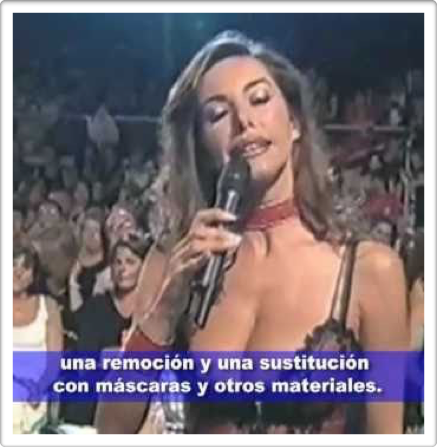 una remoción y una sustitución
con máscaras y otros materiales.